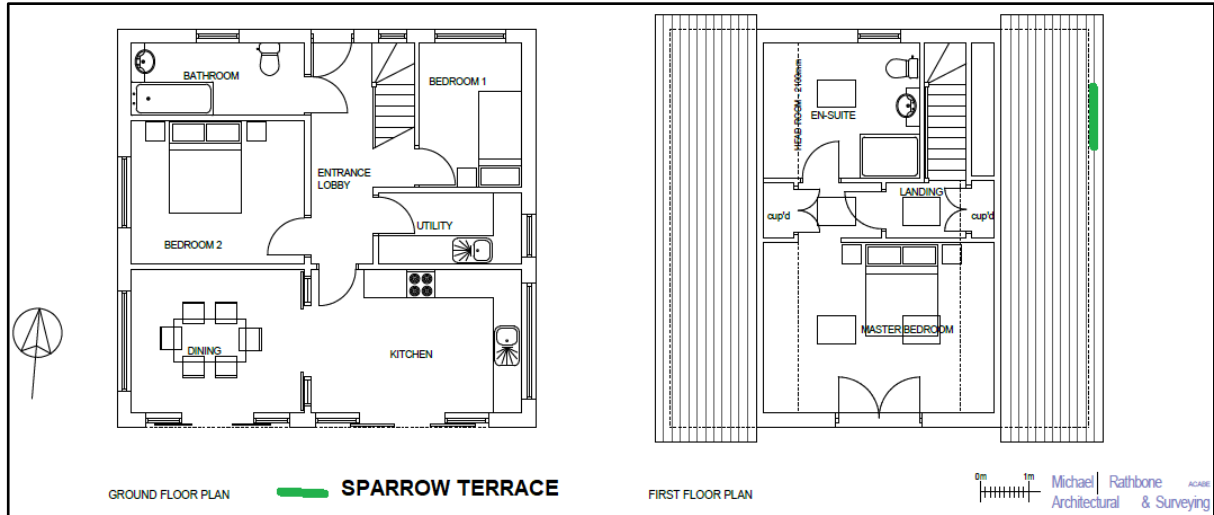 BATHROOM
BEDROOM 1
ENTRANCE
LOBBY
UTILITY
BEDROOM 2
DINING
KITCHEN
HEAD ROOM - 2100mm
EN-SUITE
LANDING
cup'd
cup'd
MASTER BEDROOM
GROUND FLOOR PLAN
SPARROW TERRACE
FIRST FLOOR PLAN
0m 1m
Michael Rathbone ACABE
Architectural & Surveying